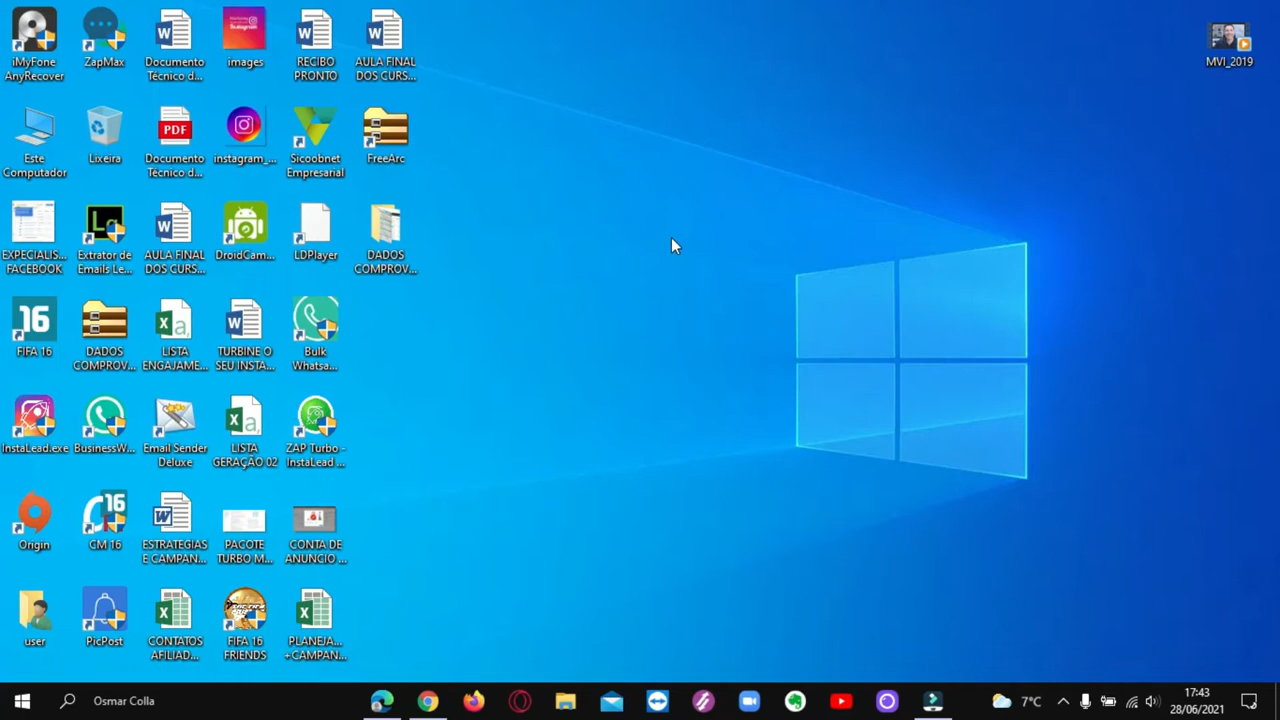 iMyFone
AnyRecover
ZapMax
Documento
Técnico d...
images
RECIBO
PRONTO
AULA FINAL
DOS CURS...
MVI_2019
Este
Computador
Lixeira
PDF
Documento
Técnico d...
instagram_...
Sicoobnet
Empresarial
FreeArc
EXPECIALIS...
FACEBOOK
Extrator de
Emails Le...
AULA FINAL
DOS CURS...
DroidCam...
LDPlayer
DADOS
COMPROV...
16
FIFA 16
DADOS
COMPROV...
LISTA
ENGAJAME...
TURBINE O
SEU INSTA...
Bulk
Whatsa...
InstaLead.exe
BusinessW...
Email Sender
Deluxe
LISTA
GERAÇÃO 02
ZAP Turbo -
InstaLead ...
Origin
CM 16
ESTRATEGIAS
E CAMPAN...
PACOTE
TURBO M...
CONTA DE
ANÚNCIO ...
user
PicPost
CONTATOS
AFILIAD...
FIFA 16
FRIENDS
PLANEJA...
+CAMPAN...
Osmar Colla
7°C
17:43
28/06/2021